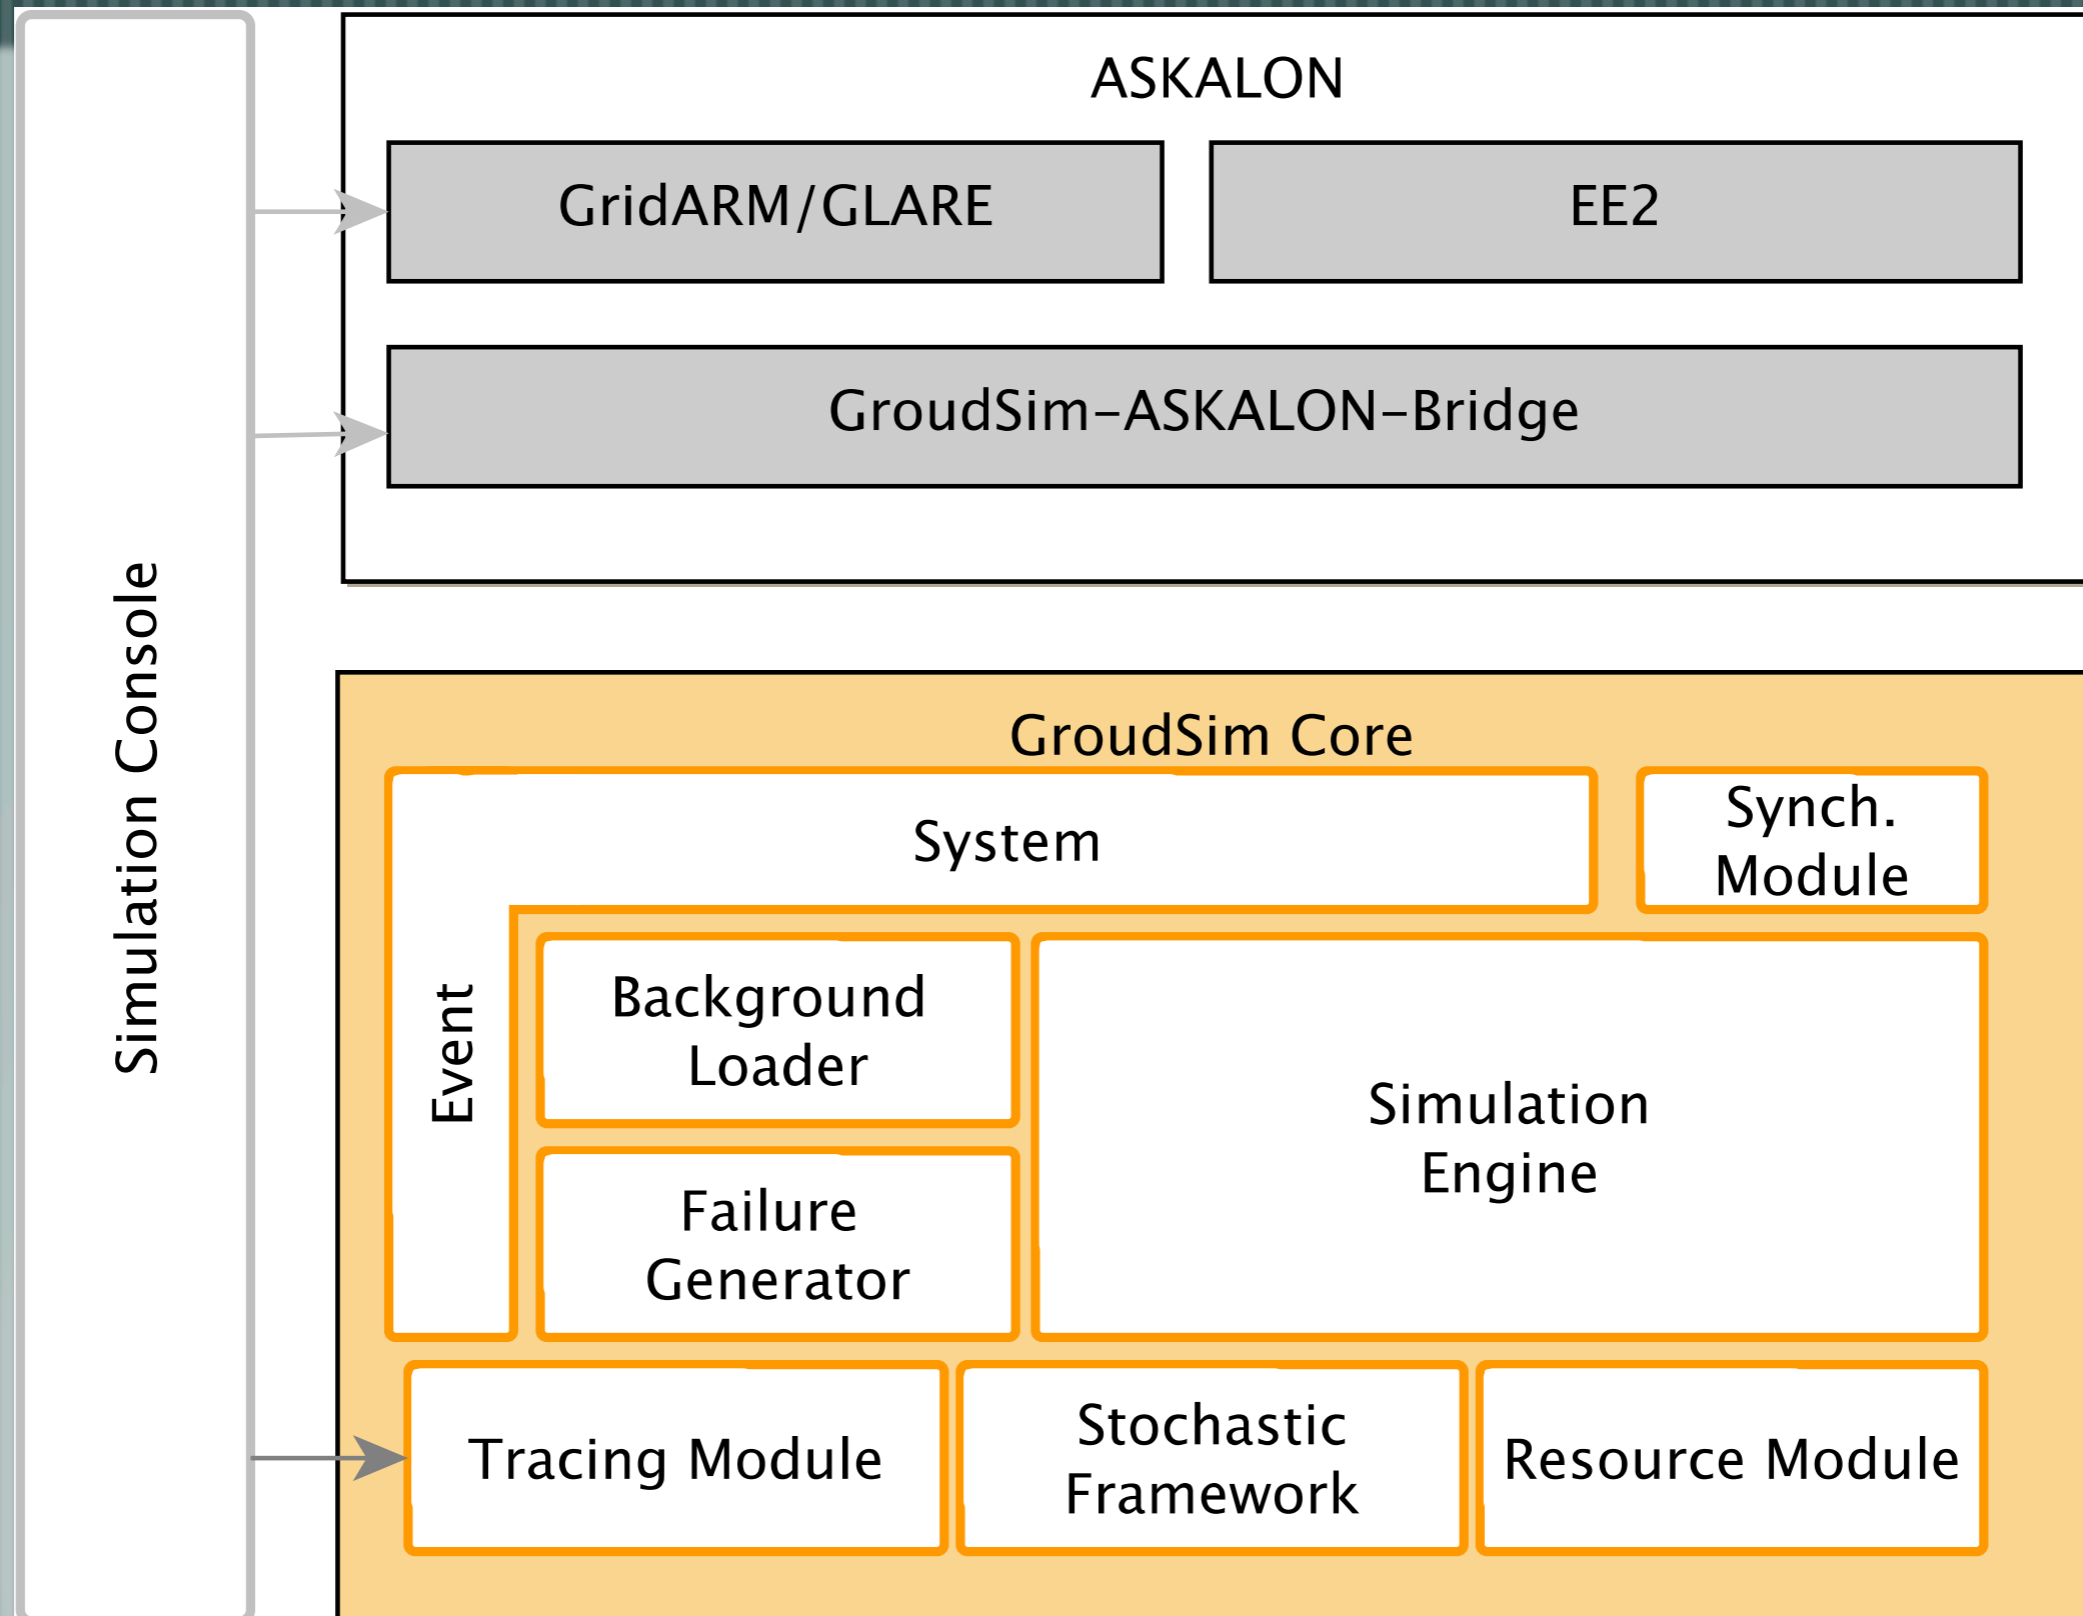 Simulation Console
ASKALON
GridARM/GLARE
EE2
GroudSim-ASKALON-Bridge
GroudSim Core
System
Synch.
Module
Event
Background
Loader
Simulation
Engine
Failure
Generator
Tracing Module
Stochastic
Framework
Resource Module